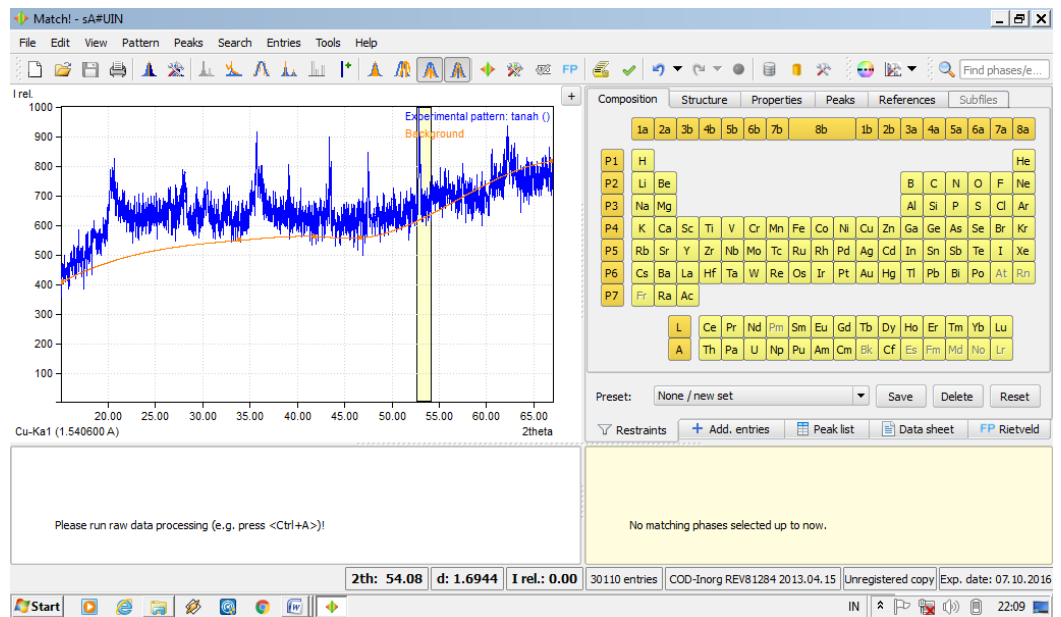 Match! - sA#UIN
File Edit View Pattern Peaks Search Entries Tools Help
FP
Find phases/e...
I rel.
1000
900
800
700
600
500
400
300
200
100
Experimental pattern: tanah ()
Background
+
20.00 25.00 30.00 35.00 40.00 45.00 50.00 55.00 60.00 65.00
Cu-Ka1 (1.540600 A)
2theta
Composition Structure Properties Peaks References Subfiles
1a 2a 3b 4b 5b 6b 7b 8b 1b 2b 3a 4a 5a 6a 7a 8a
P1 H He
P2 Li Be B C N O F Ne
P3 Na Mg Al Si P S Cl Ar
P4 K Ca Sc Ti V Cr Mn Fe Co Ni Cu Zn Ga Ge As Se Br Kr
P5 Rb Sr Y Zr Nb Mo Tc Ru Rh Pd Ag Cd In Sn Sb Te I Xe
P6 Cs Ba La Hf Ta W Re Os Ir Pt Au Hg Tl Pb Bi Po At Rn
P7 Fr Ra Ac
L Ce Pr Nd Pm Sm Eu Gd Tb Dy Ho Er Tm Yb Lu
A Th Pa U Np Pu Am Cm Bk Cf Es Fm Md No Lr
Preset: None / new set Save Delete Reset
Restraints + Add. entries Peak list Data sheet FP Rietveld
Please run raw data processing (e.g. press <Ctrl+A>)!
No matching phases selected up to now.
2th: 54.08 d: 1.6944 I rel.: 0.00 30110 entries COD-Inorg REV81284 2013.04.15 Unregistered copy Exp. date: 07.10.2016
Start IN 22:09